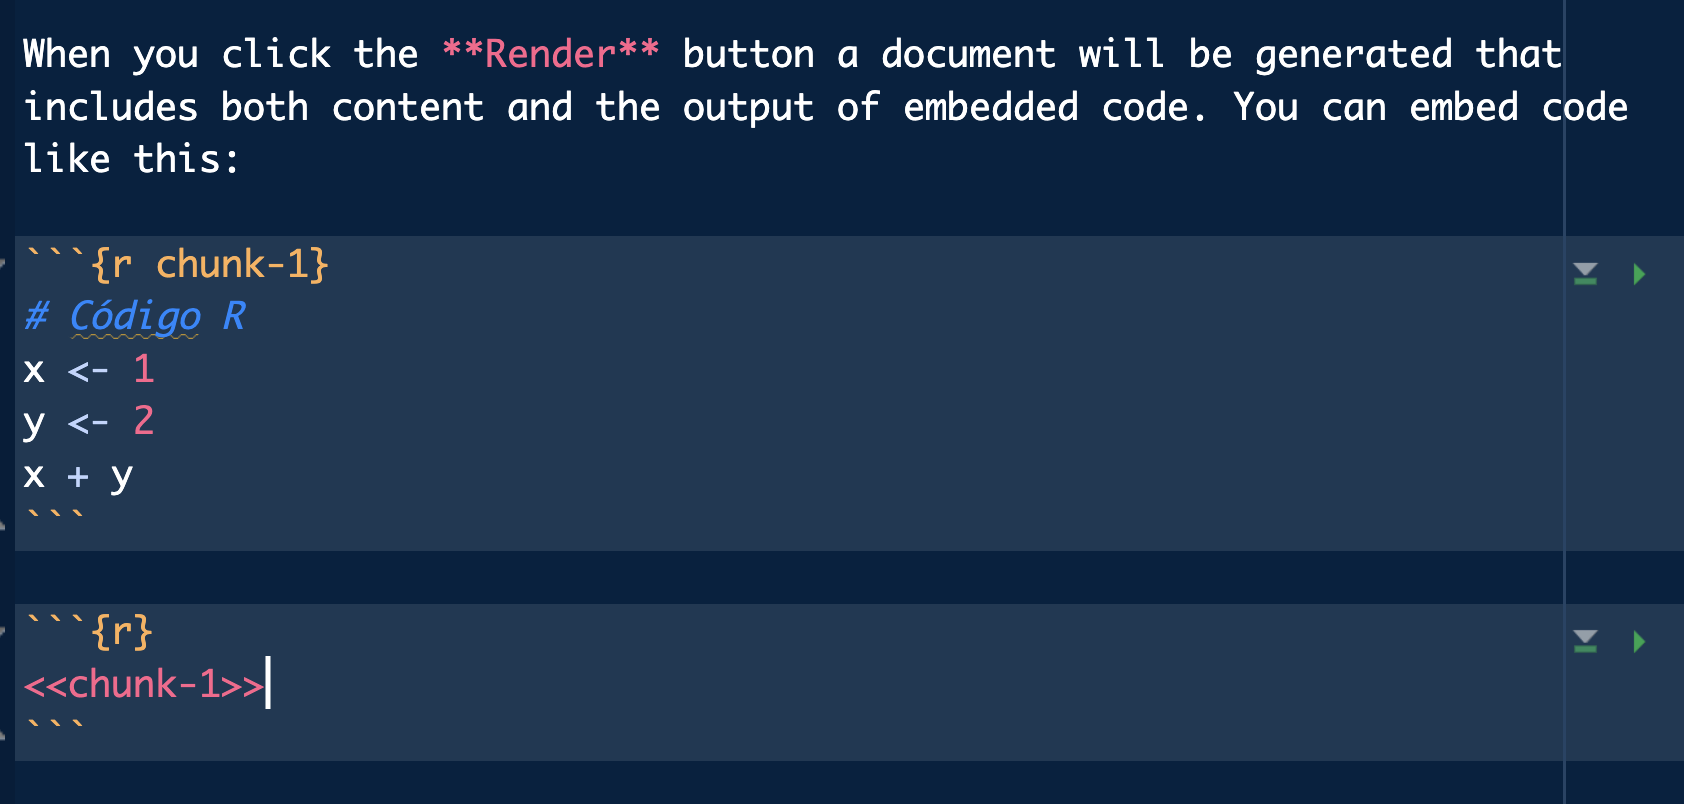 When you click the **Render** button a document will be generated that
includes both content and the output of embedded code. You can embed code
like this:
```{r chunk-1}
# Código R
x <- 1
y <- 2
x + y
```
```{r}
<<chunk-1>>
```